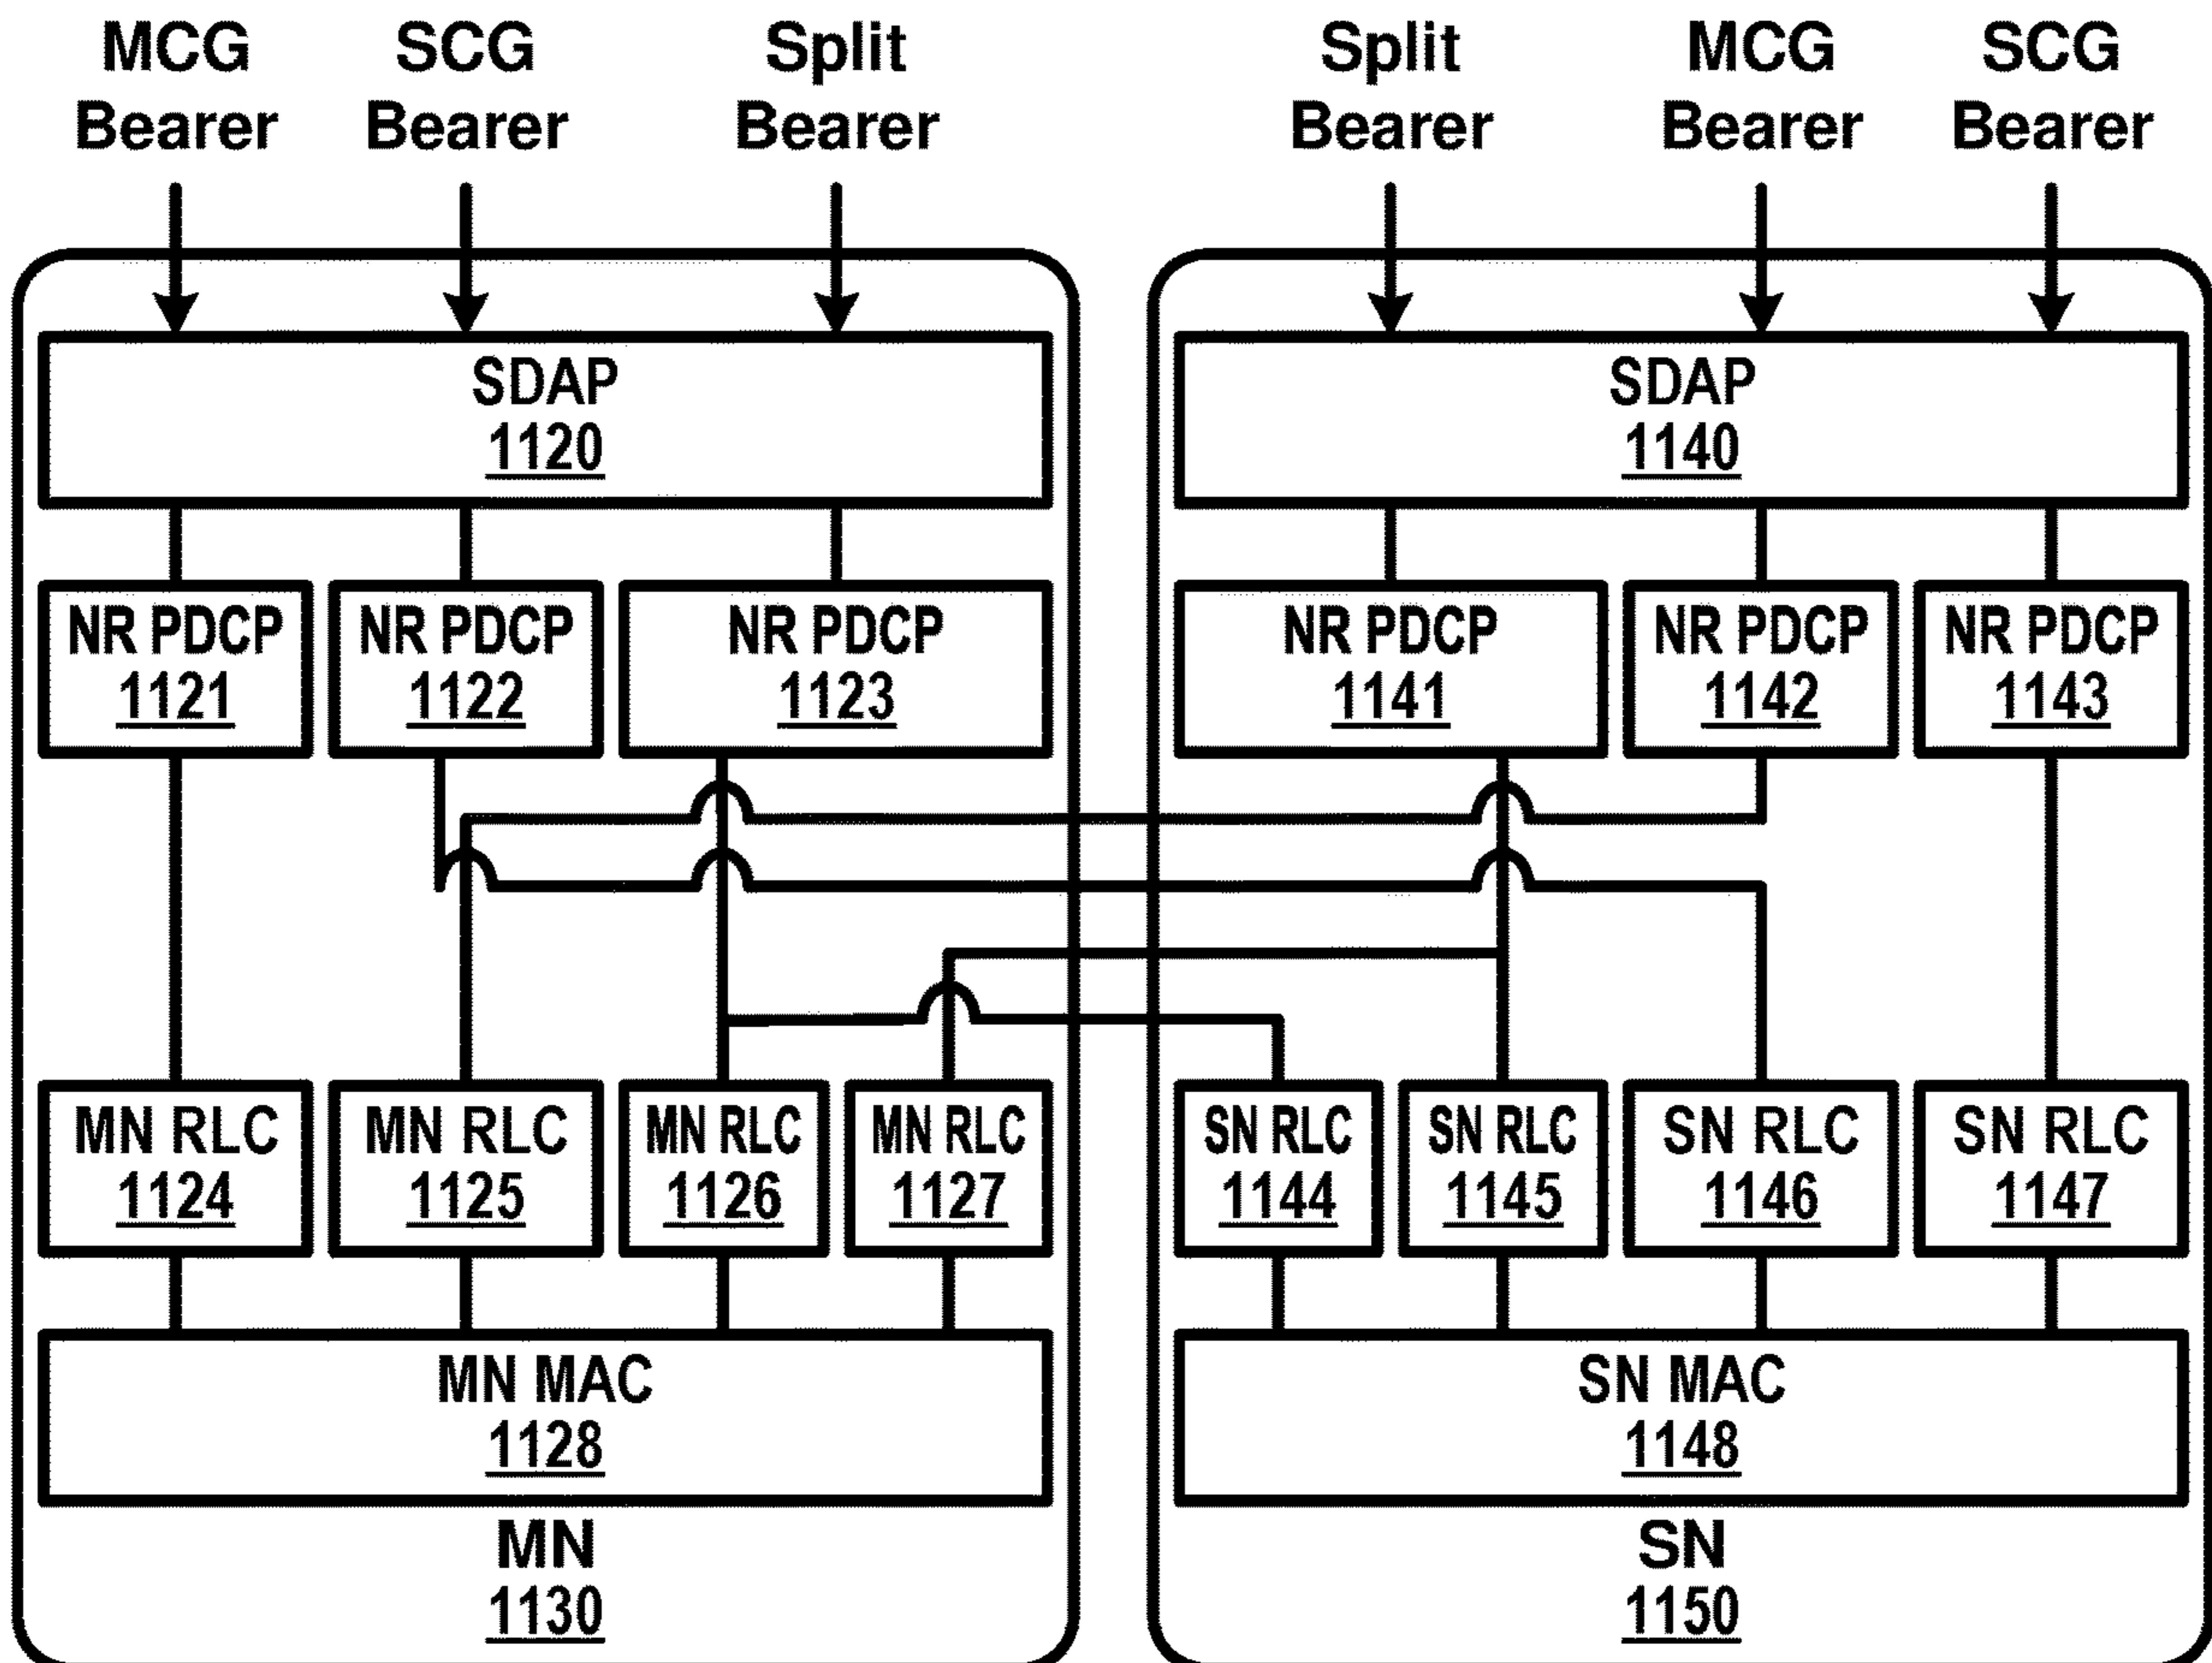 MCG Bearer
SCG Bearer
Split Bearer
Split Bearer
MCG Bearer
SCG Bearer
SDAP
1120
SDAP
1140
NR PDCP
1121
NR PDCP
1122
NR PDCP
1123
NR PDCP
1141
NR PDCP
1142
NR PDCP
1143
MN RLC
1124
MN RLC
1125
MN RLC
1126
MN RLC
1127
SN RLC
1144
SN RLC
1145
SN RLC
1146
SN RLC
1147
MN MAC
1128
SN MAC
1148
MN
1130
SN
1150